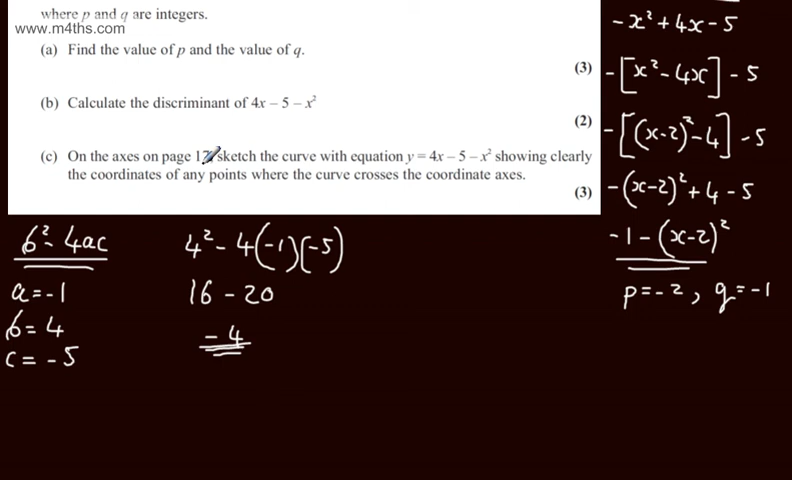 where p and q are integers.
www.m4ths.com
(a) Find the value of p and the value of q.
(3)
(b) Calculate the discriminant of 4x – 5 – x²
(2)
(c) On the axes on page 17 sketch the curve with equation y = 4x – 5 – x² showing clearly
the coordinates of any points where the curve crosses the coordinate axes.
(3)
-x² + 4x - 5
-[x² - 4x] - 5
-[(x-2)² - 4] - 5
-(x-2)² + 4 - 5
-1 - (x-2)²
p = -2, q = -1
b² - 4ac
a = -1
b = 4
c = -5
4² - 4(-1)(-5)
16 - 20
-4